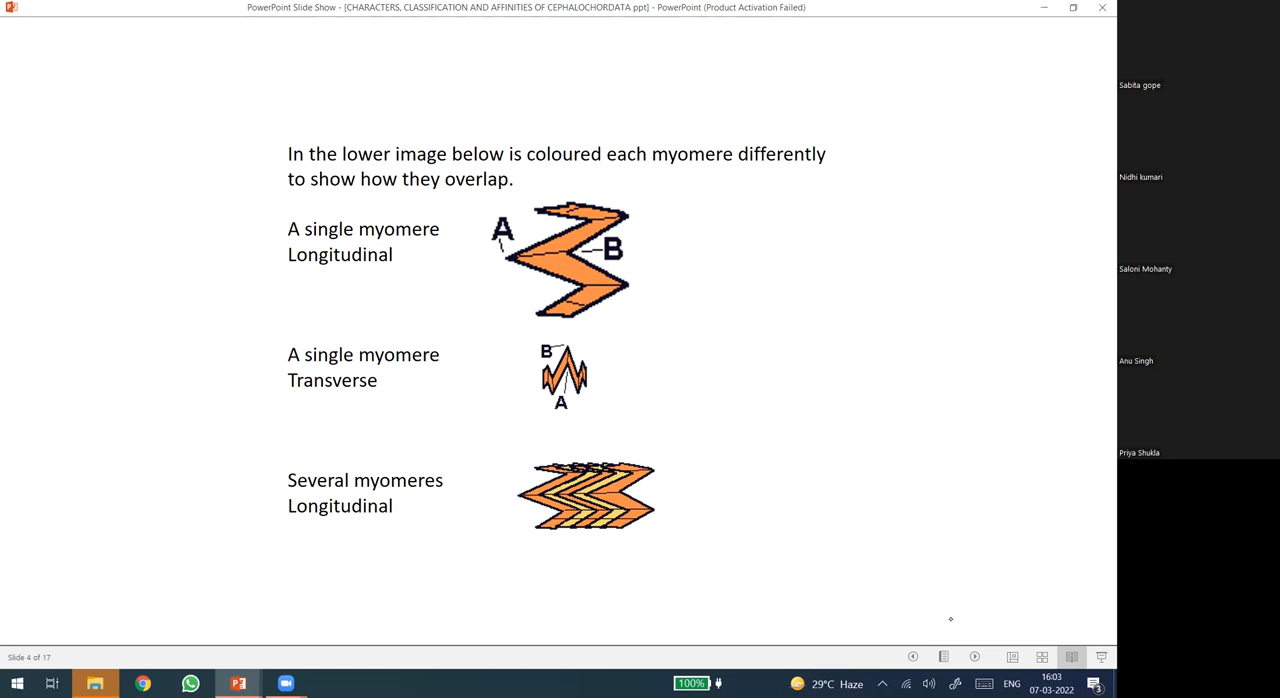 PowerPoint Slide Show - [CHARACTERS, CLASSIFICATION AND AFFINITIES OF CEPHALOCHORDATA ppt] - PowerPoint (Product Activation Failed)
In the lower image below is coloured each myomere differently
to show how they overlap.
A single myomere
Longitudinal
A
B
A single myomere
Transverse
B
A
Several myomeres
Longitudinal
Sabita gope
Nidhi kumari
Saloni Mohanty
Anu Singh
Priya Shukla
Slide 4 of 17
100%
29°C Haze
ENG
16:03
07-03-2022
3